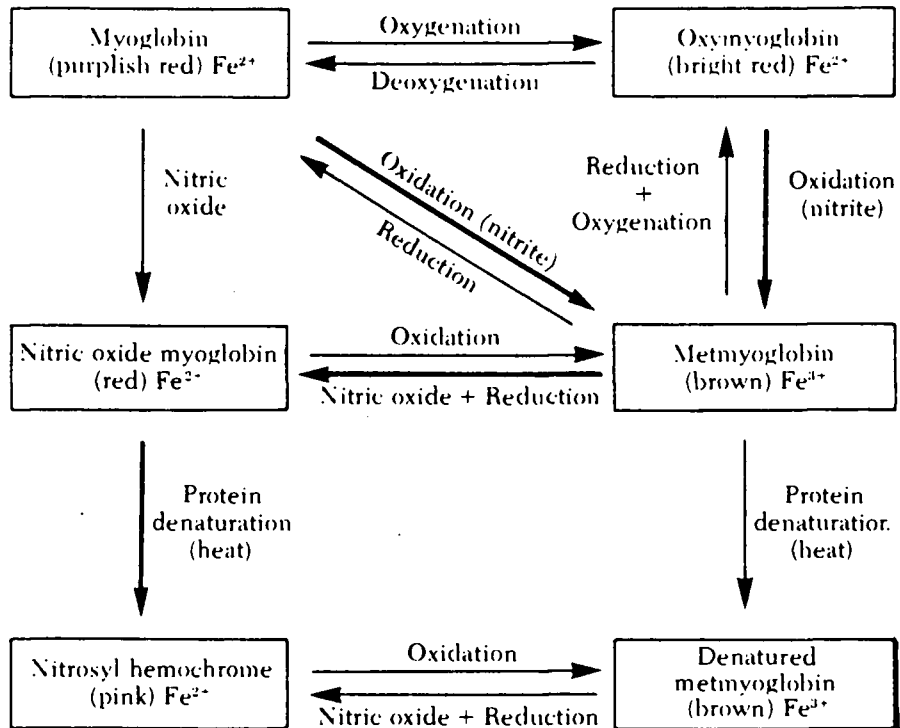 Myoglobin
(purplish red) Fe²⁺
Oxygenation
Deoxygenation
Oxymyoglobin
(bright red) Fe²⁺
Nitric
oxide
Oxidation (nitrite)
Reduction
Reduction
+
Oxygenation
Oxidation
(nitrite)
Nitric oxide myoglobin
(red) Fe²⁺
Oxidation
Nitric oxide + Reduction
Metmyoglobin
(brown) Fe³⁺
Protein
denaturation
(heat)
Protein
denaturation
(heat)
Nitrosyl hemochrome
(pink) Fe²⁺
Oxidation
Nitric oxide + Reduction
Denatured
metmyoglobin
(brown) Fe³⁺